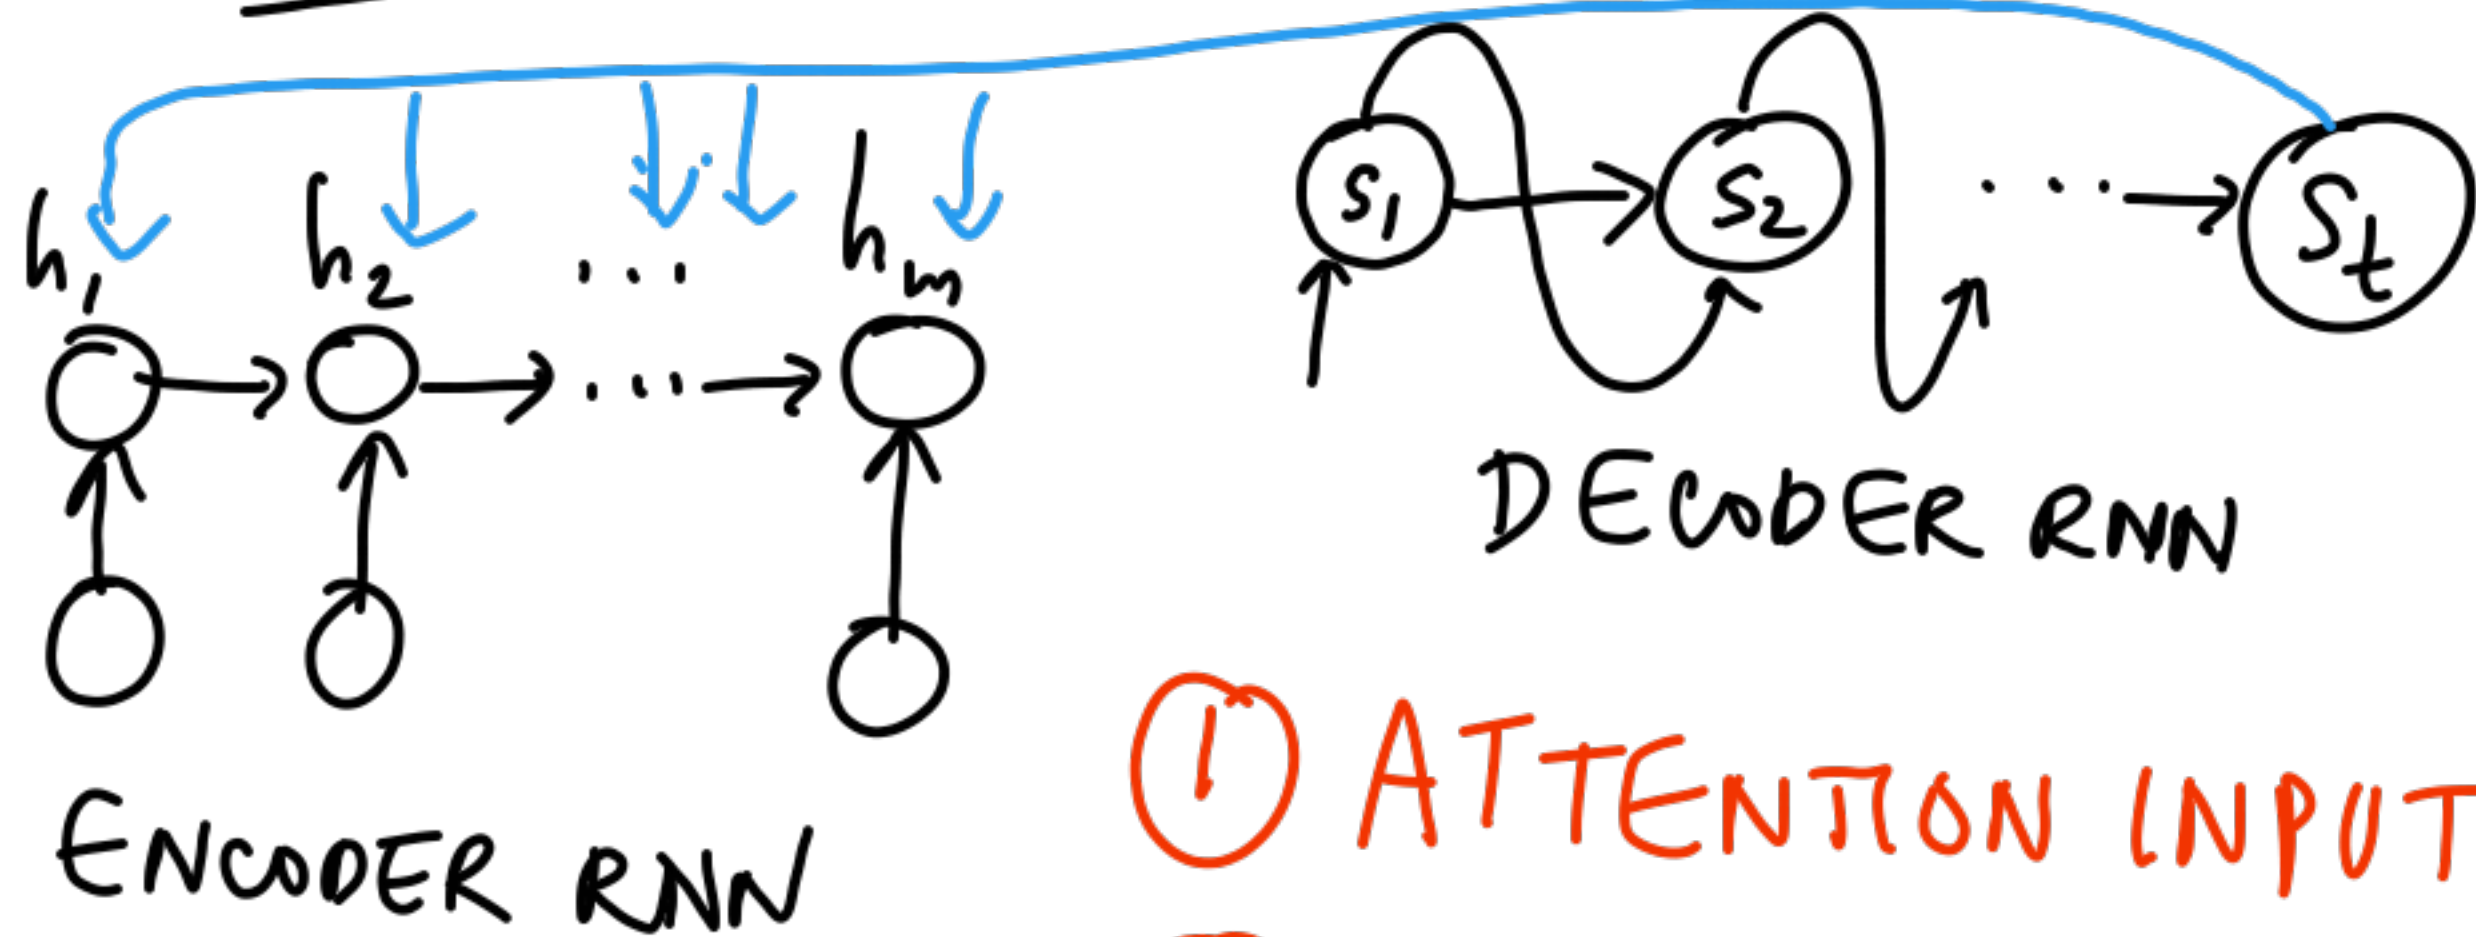 h1 h2 ... hm
s1 s2 ... St
DECODER RNN
1 ATTENTION INPUT
ENCODER RNN